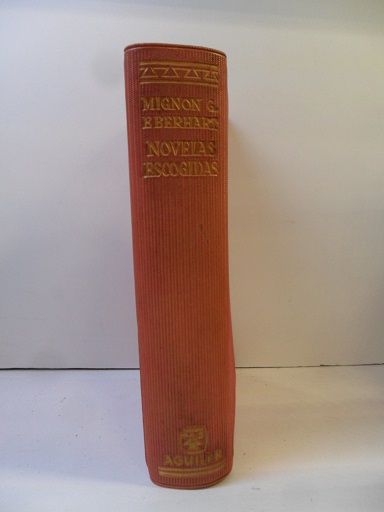 MIGNON G.
EBERHART
NOVELAS
ESCOGIDAS
AGUILAR